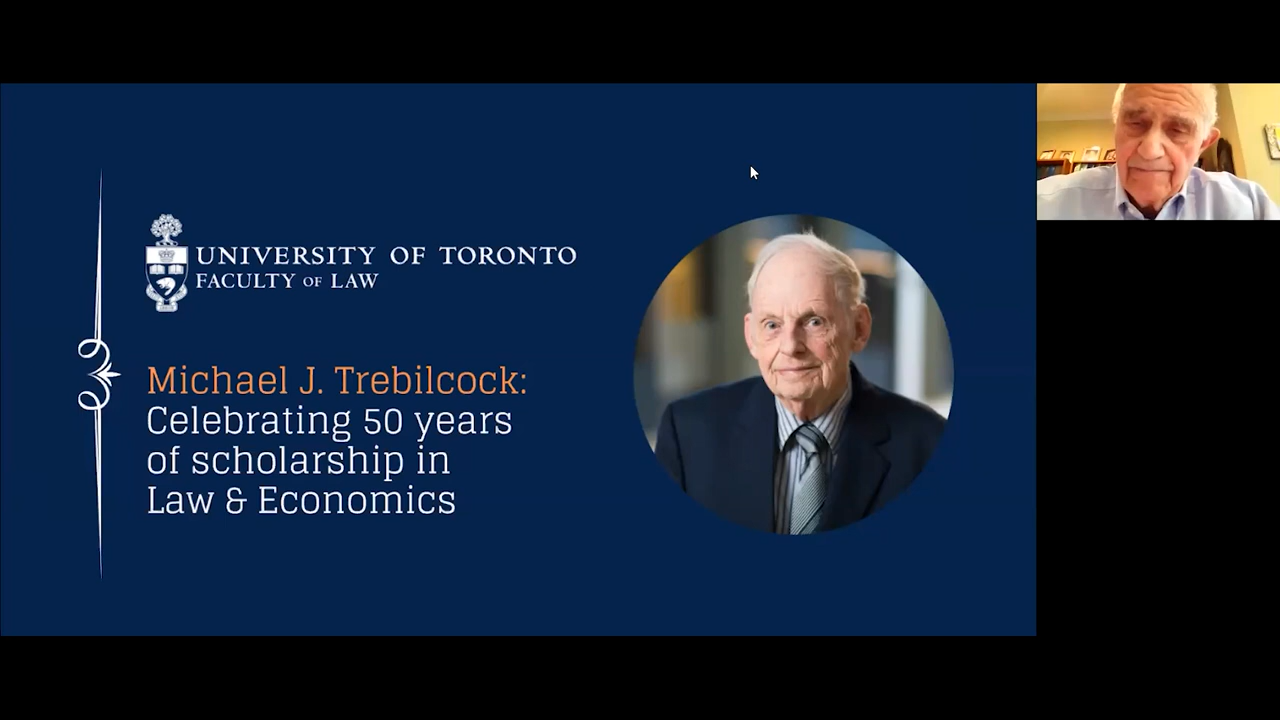 UNIVERSITY OF TORONTO
FACULTY OF LAW
Michael J. Trebilcock:
Celebrating 50 years
of scholarship in
Law & Economics